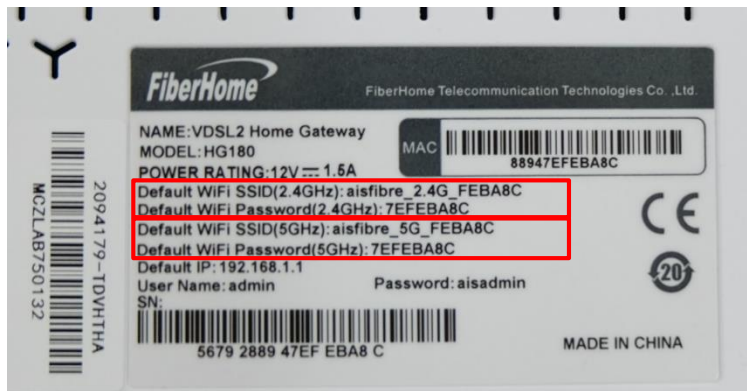 FiberHome
FiberHome Telecommunication Technologies Co. ,Ltd.
NAME:VDSL2 Home Gateway
MODEL:HG180
POWER RATING:12V⎓1.5A
MAC
88947EFEBA8C
Default WiFi SSID(2.4GHz): aisfibre_2.4G_FEBA8C
Default WiFi Password(2.4GHz): 7EFEBA8C
Default WiFi SSID(5GHz): aisfibre_5G_FEBA8C
Default WiFi Password(5GHz): 7EFEBA8C
Default IP: 192.168.1.1
User Name: admin Password: aisadmin
SN:
5679 2889 47EF EBA8 C
CE
20
MADE IN CHINA
2094179-TDVHTHA
MCZLAB750132